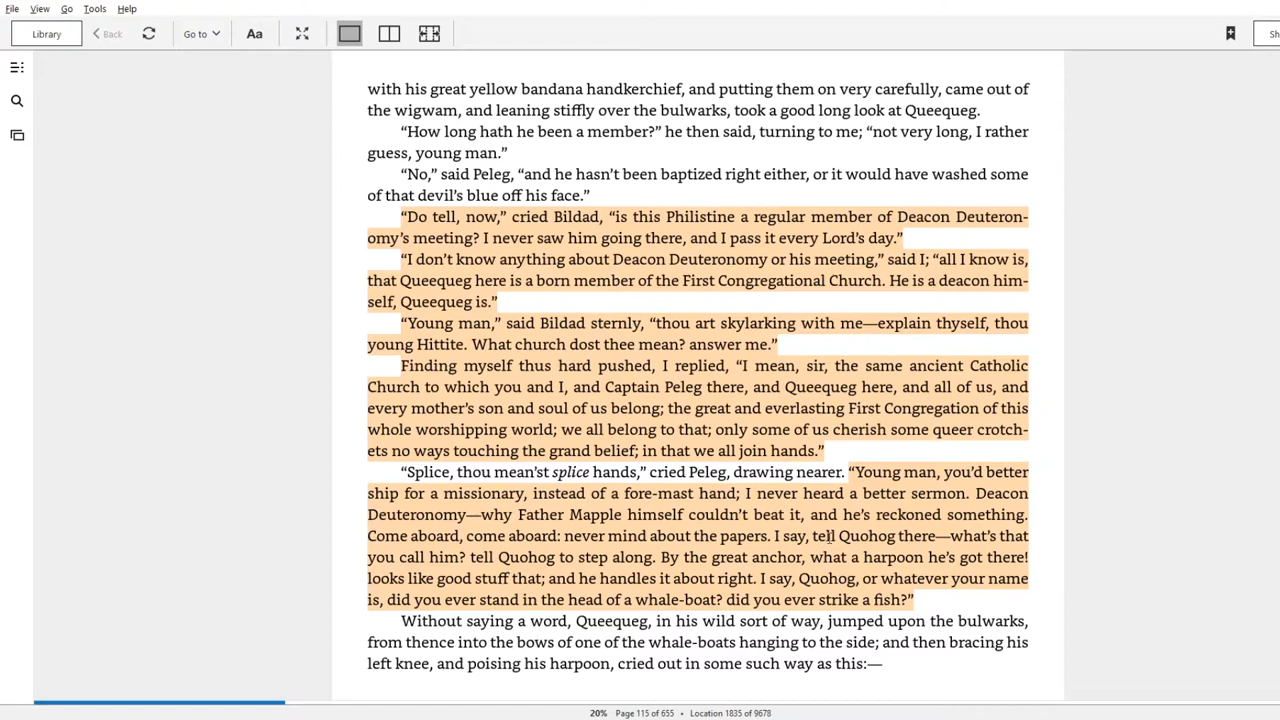 File View Go Tools Help
Library Back Go to Aa Sh
with his great yellow bandana handkerchief, and putting them on very carefully, came out of
the wigwam, and leaning stiffly over the bulwarks, took a good long look at Queequeg.
“How long hath he been a member?” he then said, turning to me; “not very long, I rather
guess, young man.”
“No,” said Peleg, “and he hasn’t been baptized right either, or it would have washed some
of that devil’s blue off his face.”
“Do tell, now,” cried Bildad, “is this Philistine a regular member of Deacon Deuteron-
omy’s meeting? I never saw him going there, and I pass it every Lord’s day.”
“I don’t know anything about Deacon Deuteronomy or his meeting,” said I; “all I know is,
that Queequeg here is a born member of the First Congregational Church. He is a deacon him-
self, Queequeg is.”
“Young man,” said Bildad sternly, “thou art skylarking with me—explain thyself, thou
young Hittite. What church dost thee mean? answer me.”
Finding myself thus hard pushed, I replied, “I mean, sir, the same ancient Catholic
Church to which you and I, and Captain Peleg there, and Queequeg here, and all of us, and
every mother’s son and soul of us belong; the great and everlasting First Congregation of this
whole worshipping world; we all belong to that; only some of us cherish some queer crotch-
ets no ways touching the grand belief; in that we all join hands.”
“Splice, thou mean’st splice hands,” cried Peleg, drawing nearer. “Young man, you’d better
ship for a missionary, instead of a fore-mast hand; I never heard a better sermon. Deacon
Deuteronomy—why Father Mapple himself couldn’t beat it, and he’s reckoned something.
Come aboard, come aboard: never mind about the papers. I say, tell Quohog there—what’s that
you call him? tell Quohog to step along. By the great anchor, what a harpoon he’s got there!
looks like good stuff that; and he handles it about right. I say, Quohog, or whatever your name
is, did you ever stand in the head of a whale-boat? did you ever strike a fish?”
Without saying a word, Queequeg, in his wild sort of way, jumped upon the bulwarks,
from thence into the bows of one of the whale-boats hanging to the side; and then bracing his
left knee, and poising his harpoon, cried out in some such way as this:—
20% Page 115 of 655 • Location 1835 of 9678